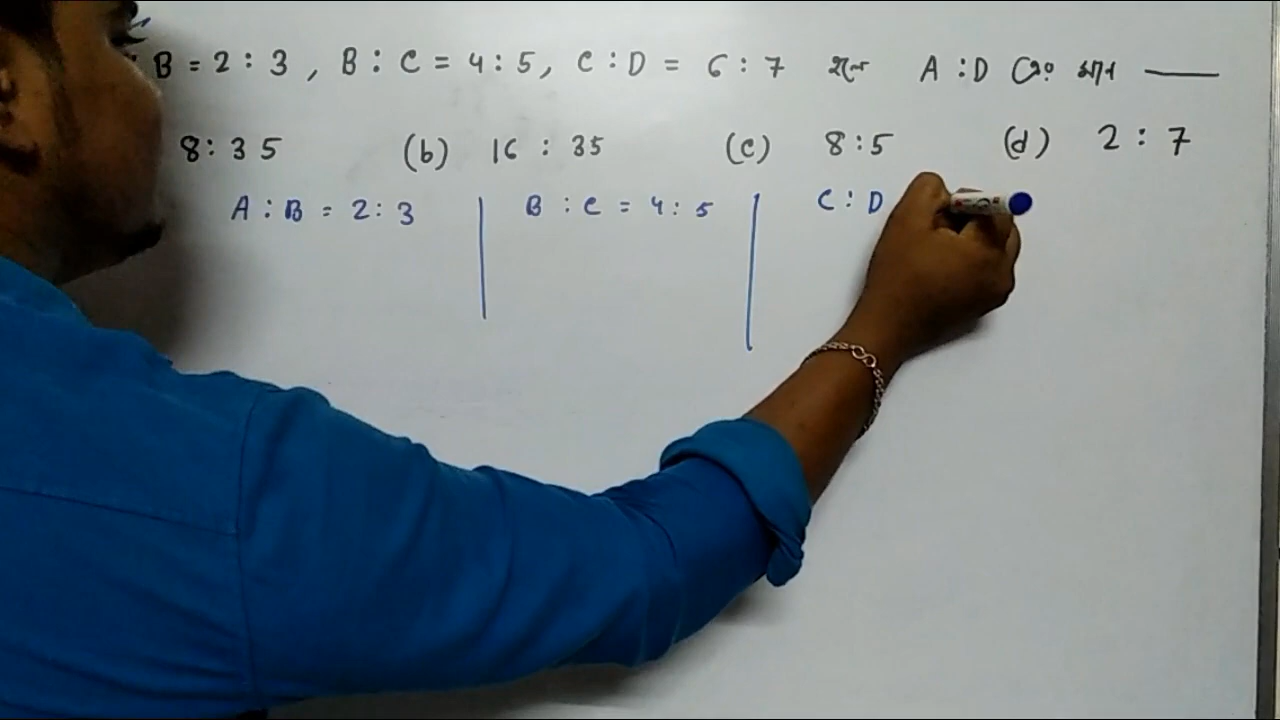 B = 2 : 3 , B : C = 4 : 5 , C : D = 6 : 7 হলে A : D এর মান ——
8 : 35 (b) 16 : 35 (c) 8 : 5 (d) 2 : 7
A : B = 2 : 3 B : C = 4 : 5 C : D